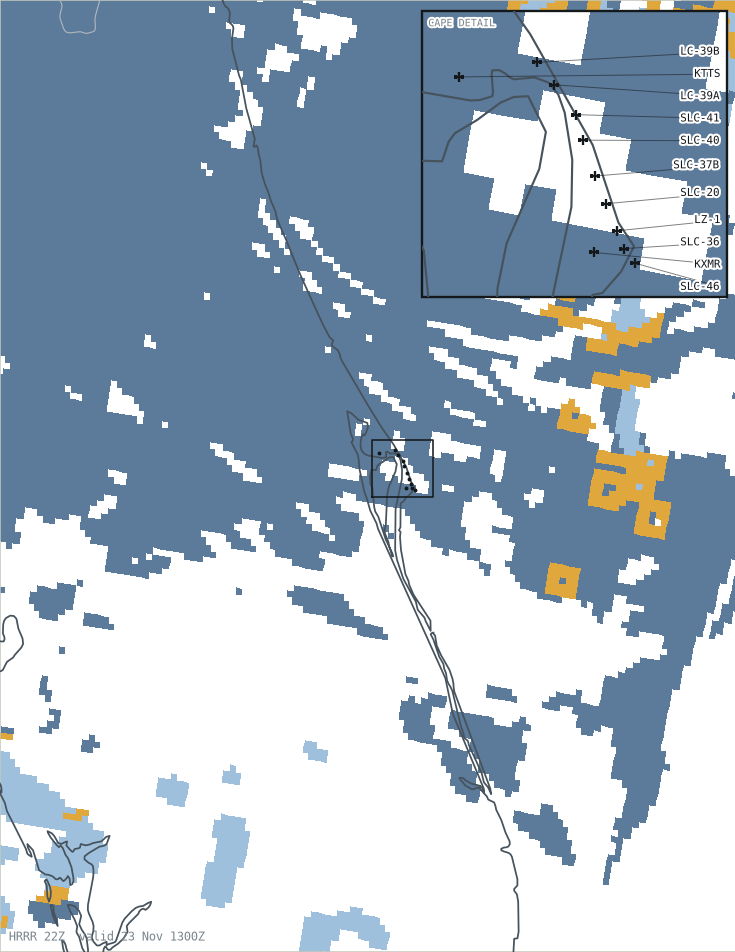 CAPE DETAIL
LC-39B
KTTS
LC-39A
SLC-41
SLC-40
SLC-37B
SLC-20
LZ-1
SLC-36
KXMR
SLC-46
HRRR 22Z  valid 23 Nov 1300Z